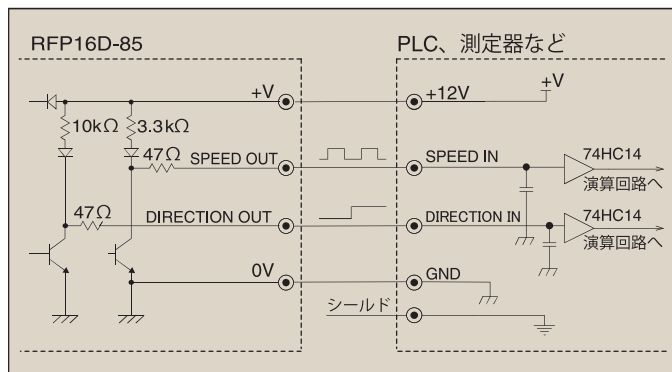 RFP16D-85
PLC、測定器など
+V
+12V
+V
10kΩ
3.3kΩ
47Ω
SPEED OUT
SPEED IN
74HC14
演算回路へ
47Ω
DIRECTION OUT
DIRECTION IN
74HC14
演算回路へ
0V
GND
シールド